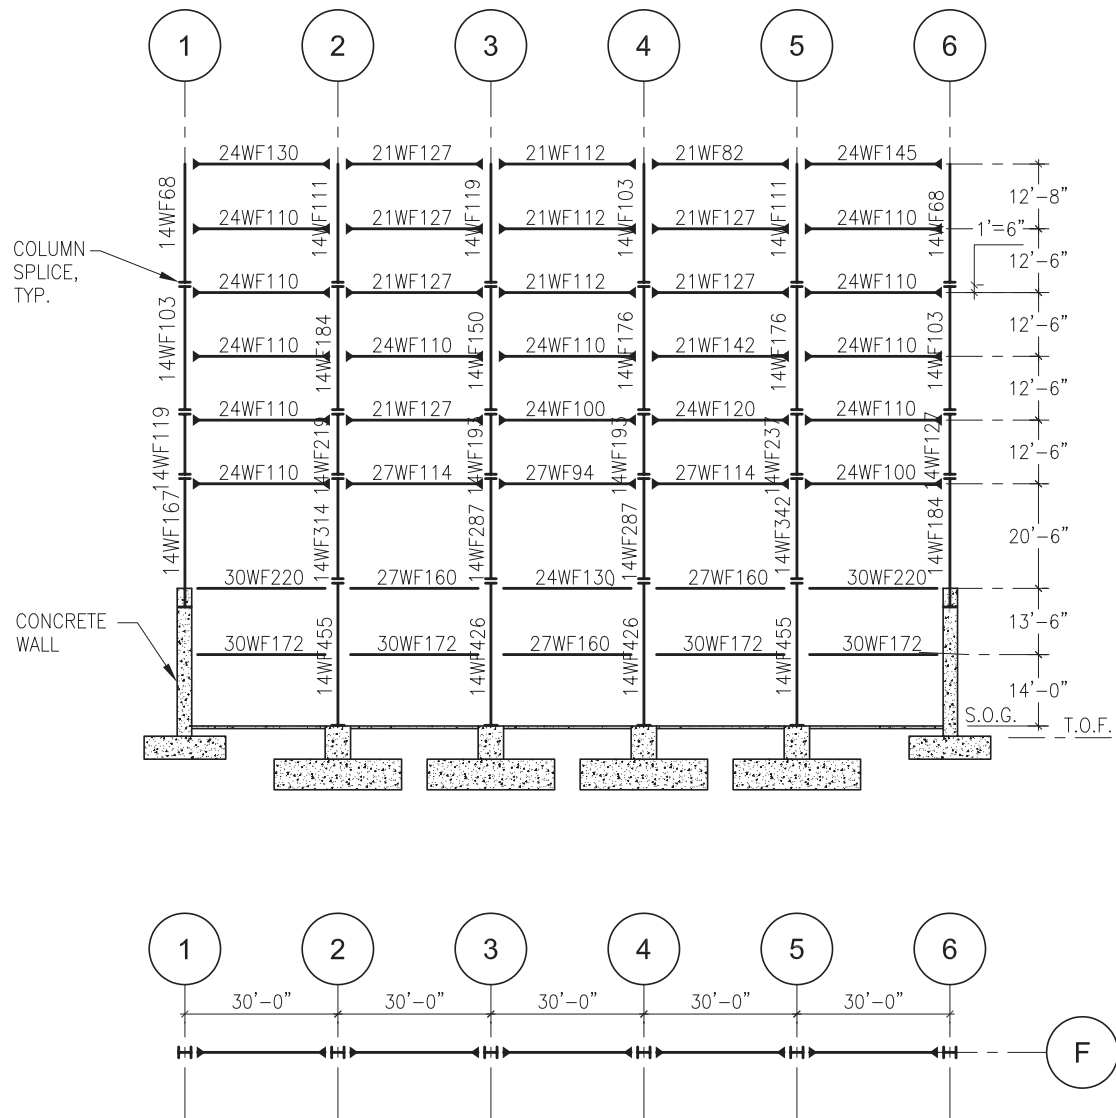 1 2 3 4 5 6
24WF130 21WF127 21WF112 21WF82 24WF145
14WF68 14WF111 14WF119 14WF103 14WF111 14WF68
12'-8"
24WF110 21WF127 21WF112 21WF127 24WF110
1'=6"
COLUMN
SPLICE,
TYP.
12'-6"
24WF110 21WF127 21WF112 21WF127 24WF110
14WF103 14WF184 14WF150 14WF176 14WF176 14WF103
12'-6"
24WF110 24WF110 24WF110 21WF142 24WF110
12'-6"
24WF110 21WF127 24WF100 24WF120 24WF110
14WF119 14WF219 14WF193 14WF193 14WF237 14WF127
12'-6"
24WF110 27WF114 27WF94 27WF114 24WF100
14WF167 14WF314 14WF287 14WF287 14WF342 14WF184
20'-6"
30WF220 27WF160 24WF130 27WF160 30WF220
CONCRETE
WALL
13'-6"
30WF172 30WF172 27WF160 30WF172 30WF172
14WF455 14WF426 14WF426 14WF455
14'-0"
S.O.G.
T.O.F.
1 2 3 4 5 6
30'-0" 30'-0" 30'-0" 30'-0" 30'-0"
F